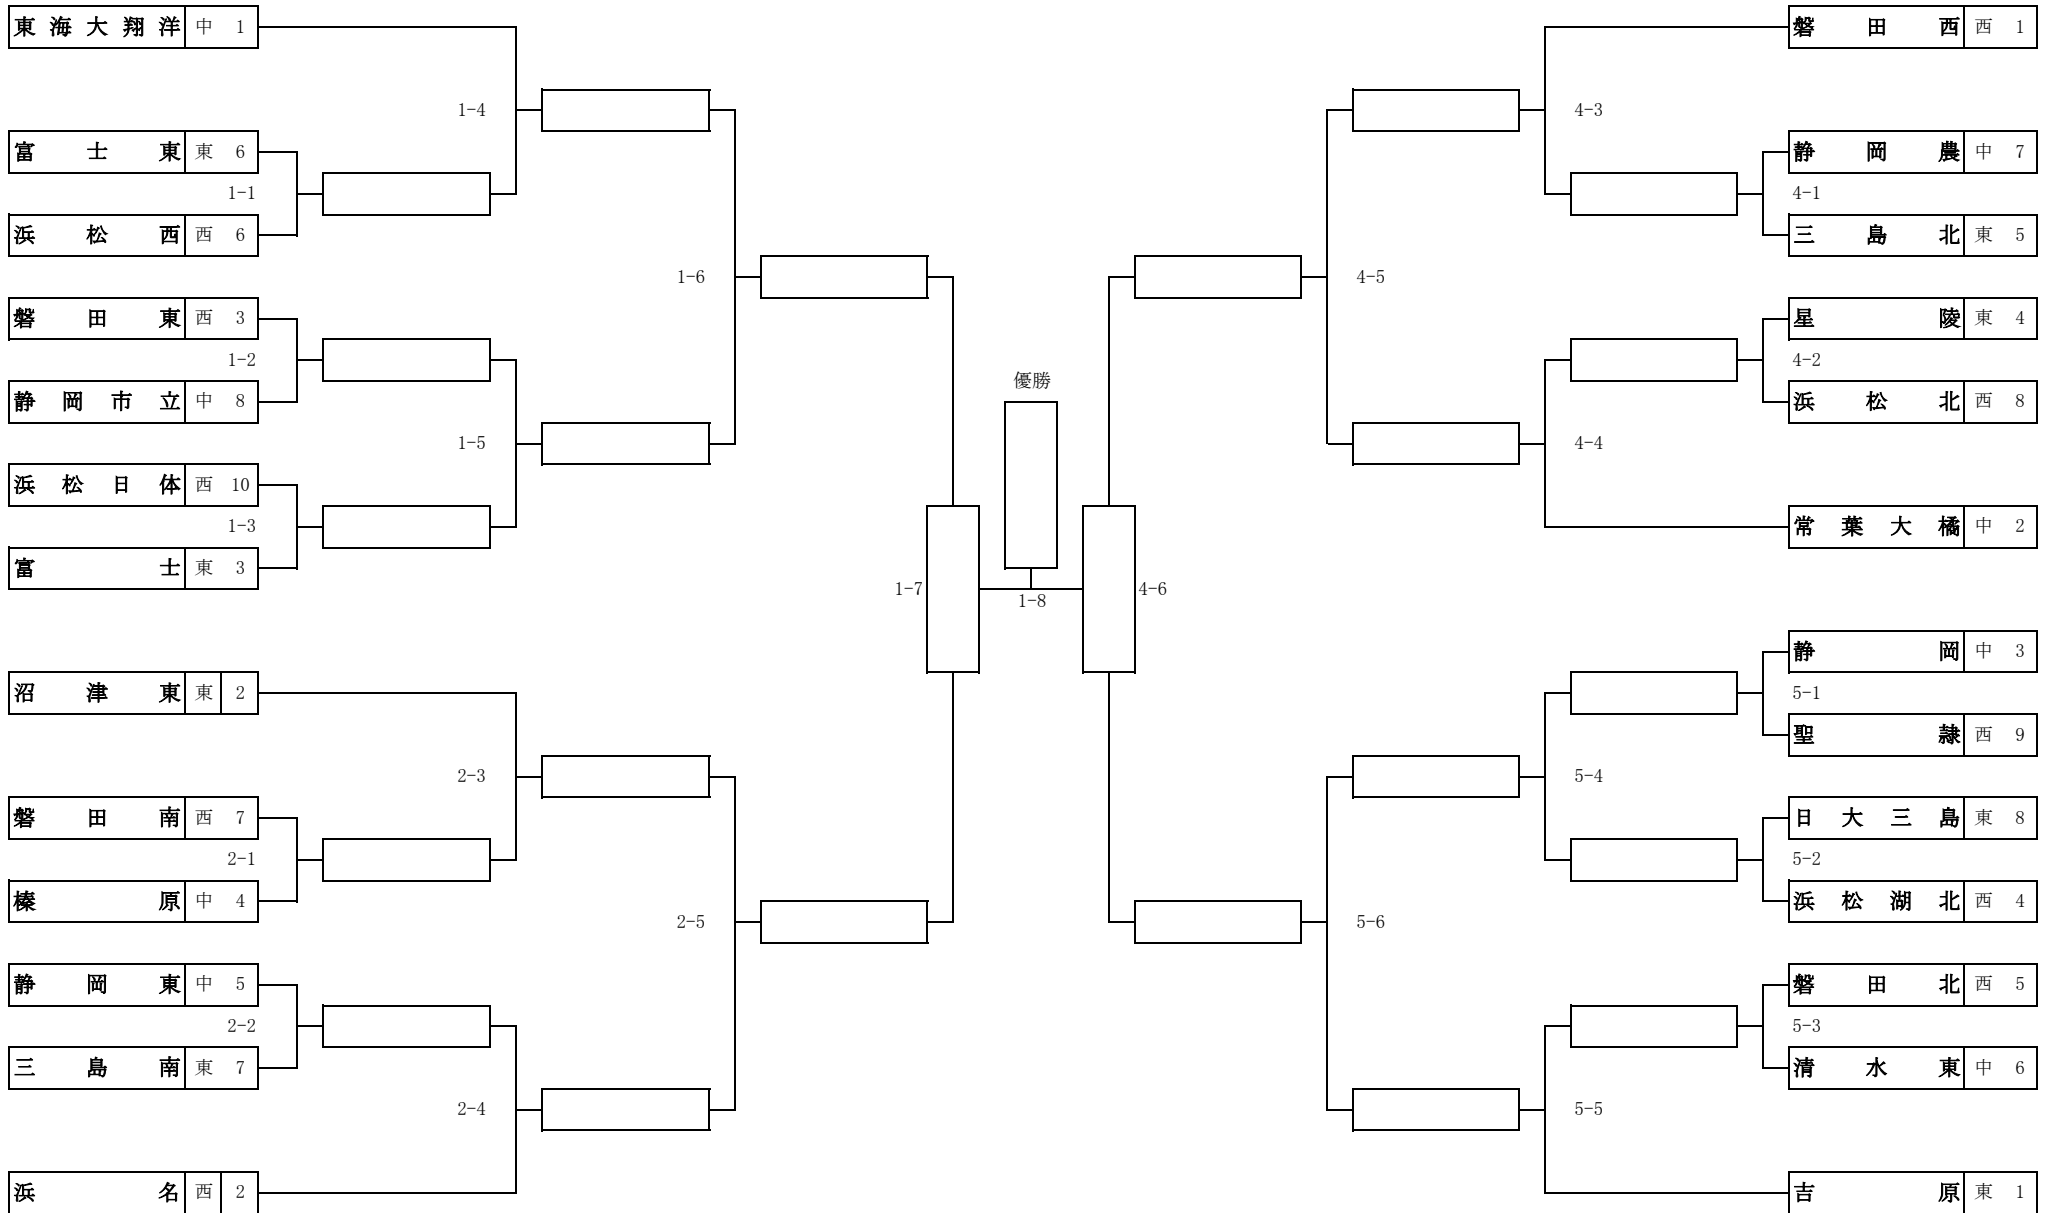 東海大翔洋 中 1
1-4
富士東 東 6
1-1
浜松西 西 6
1-6
磐田東 西 3
1-2
静岡市立 中 8
1-5
浜松日体 西 10
1-3
富士 東 3
1-7
沼津東 東 2
2-3
磐田南 西 7
2-1
榛原 中 4
2-5
静岡東 中 5
2-2
三島南 東 7
2-4
浜名 西 2
優勝
1-8
磐田西 西 1
4-3
静岡農 中 7
4-1
三島北 東 5
4-5
星陵 東 4
4-2
浜松北 西 8
4-4
常葉大橘 中 2
4-6
静岡 中 3
5-1
聖隷 西 9
5-4
日大三島 東 8
5-2
浜松湖北 西 4
5-6
磐田北 西 5
5-3
清水東 中 6
5-5
吉原 東 1